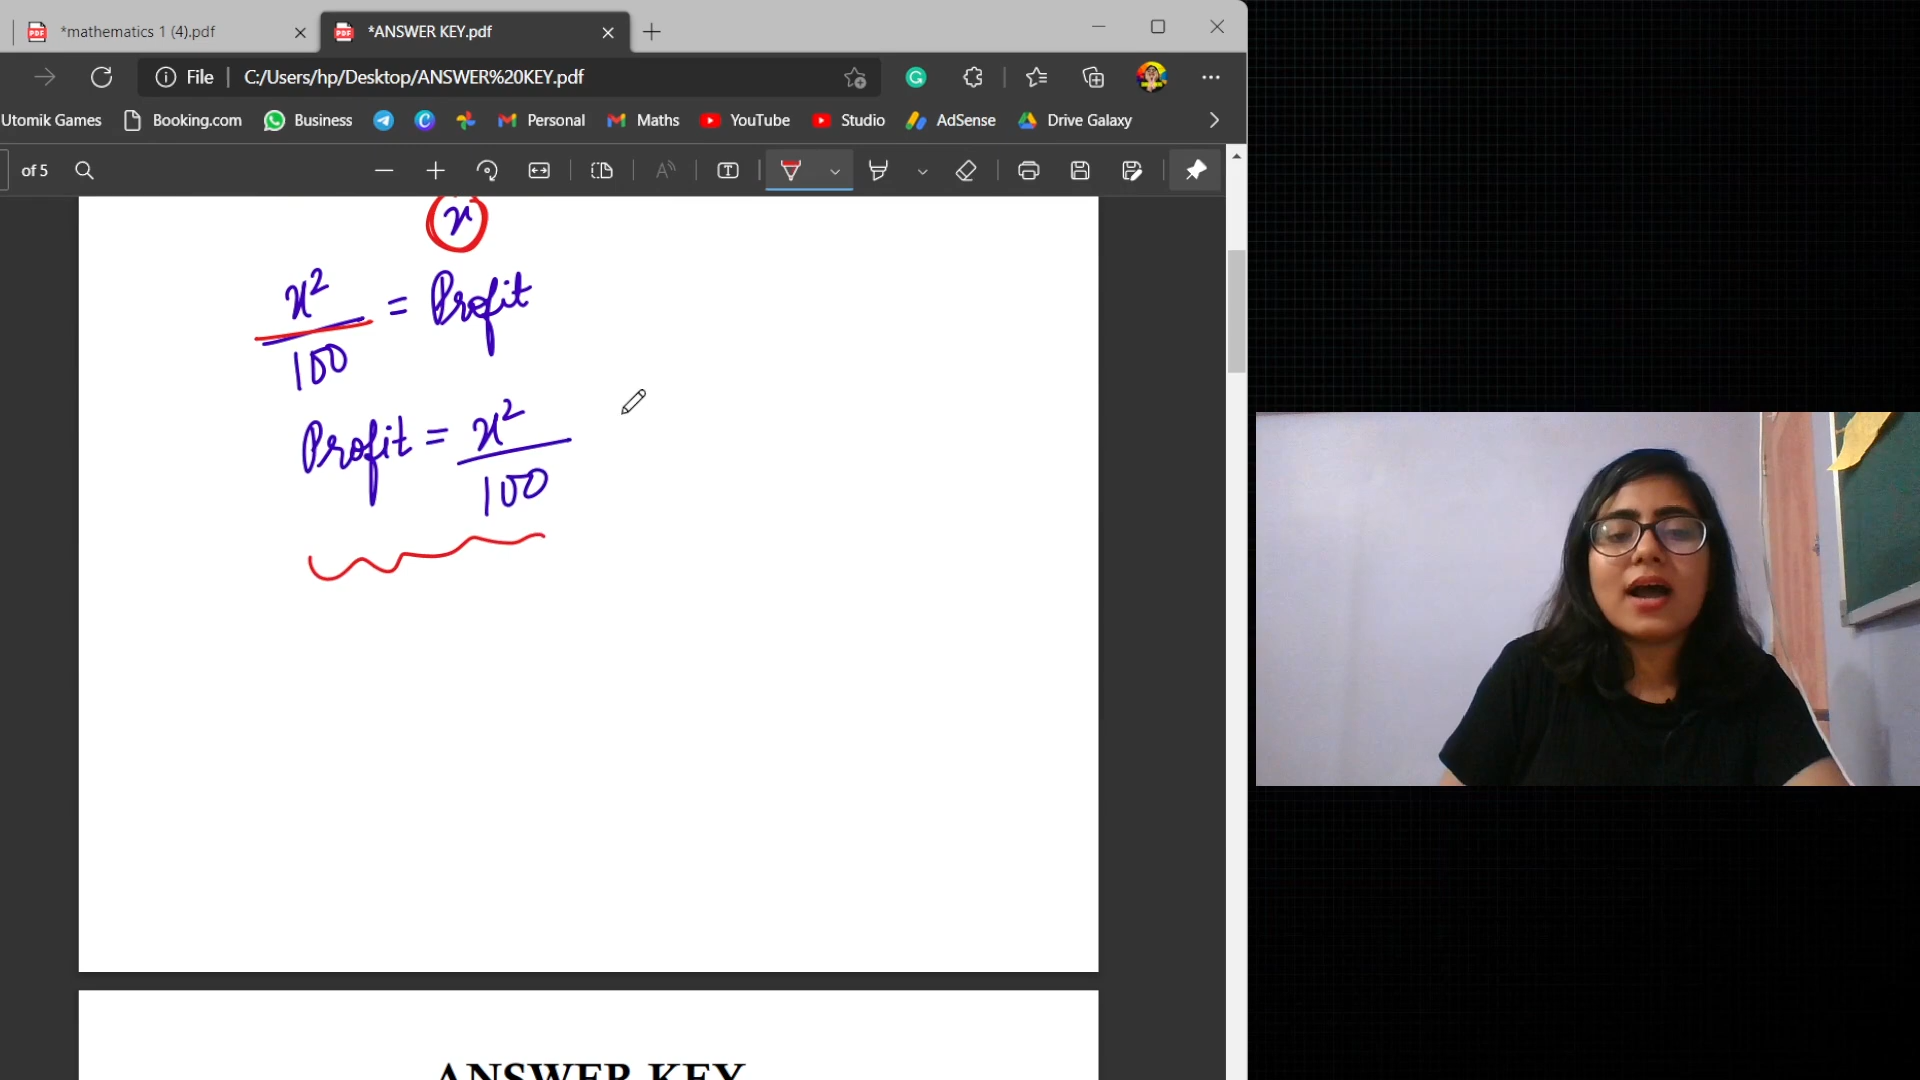 *mathematics 1 (4).pdf
*ANSWER KEY.pdf
File
C:/Users/hp/Desktop/ANSWER%20KEY.pdf
Utomik Games
Booking.com
Business
Personal
Maths
YouTube
Studio
AdSense
Drive Galaxy
of 5
x
x²/100 = Profit
Profit = x²/100
ANSWER KEY